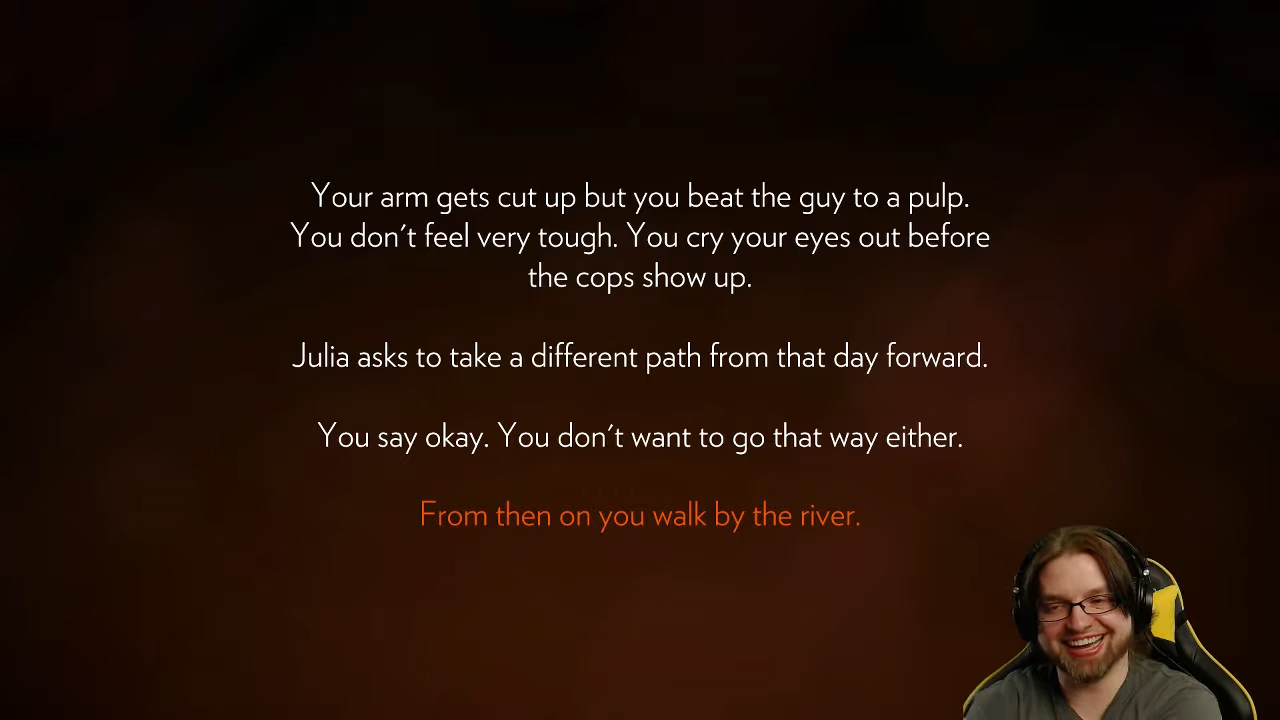 Your arm gets cut up but you beat the guy to a pulp.
You don't feel very tough. You cry your eyes out before
the cops show up.
Julia asks to take a different path from that day forward.
You say okay. You don't want to go that way either.
From then on you walk by the river.